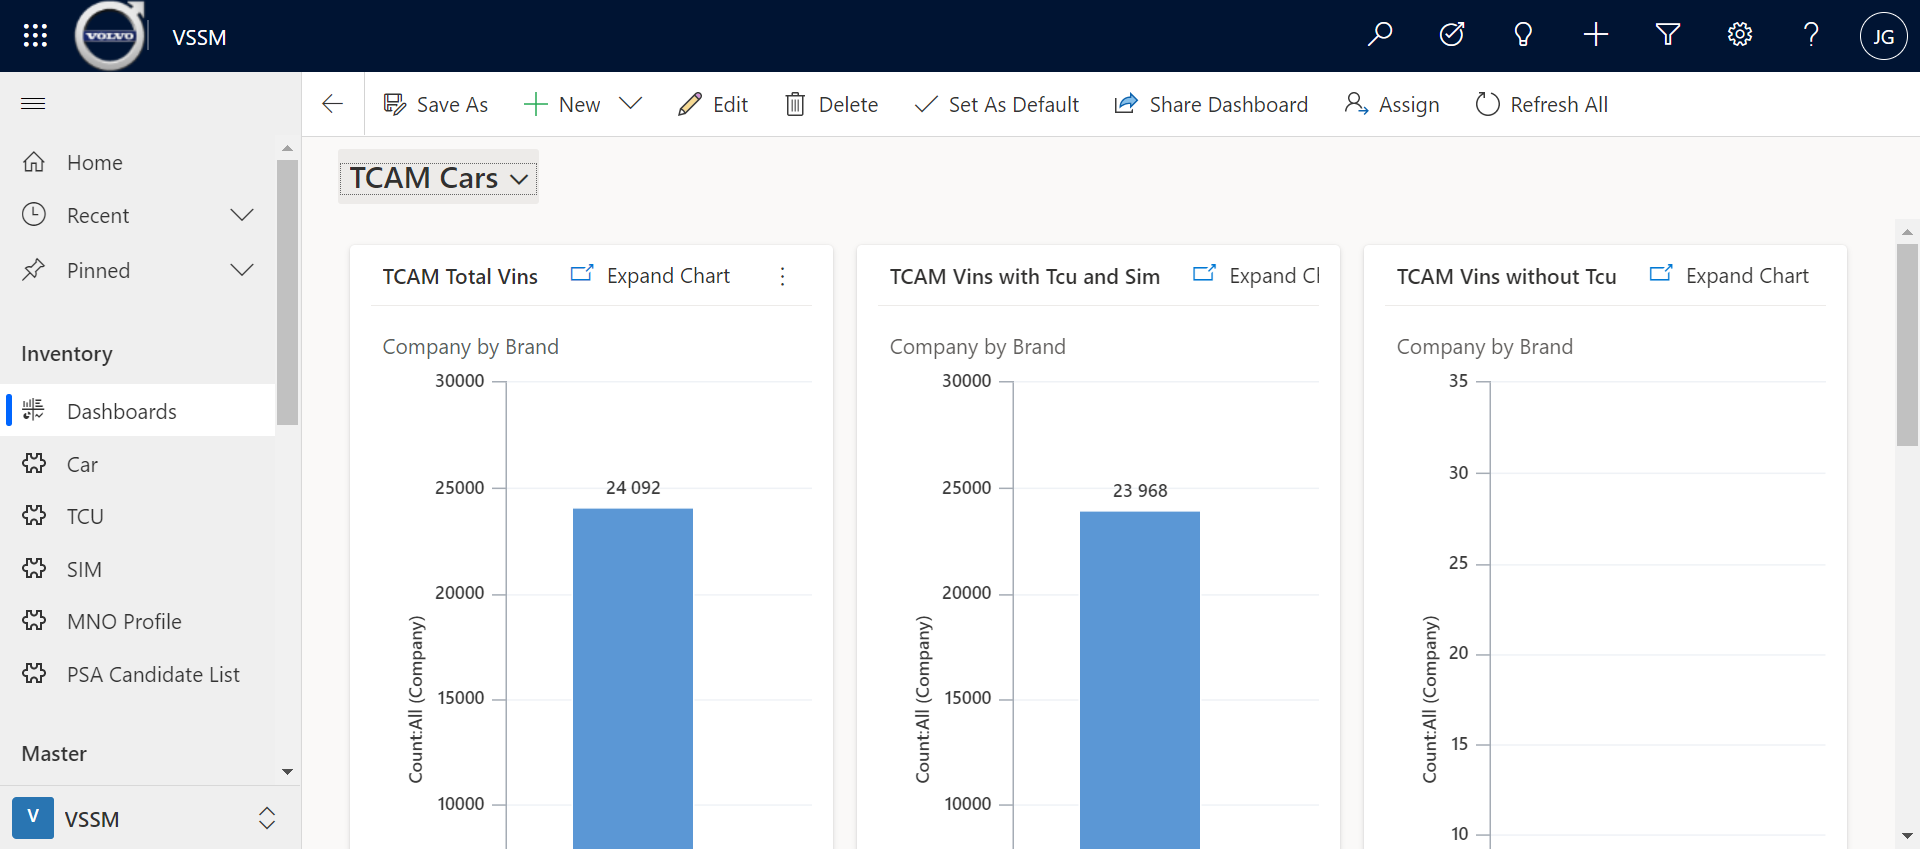 VOLVO
VSSM
JG
Save As
New
Edit
Delete
Set As Default
Share Dashboard
Assign
Refresh All
Home
Recent
Pinned
Inventory
Dashboards
Car
TCU
SIM
MNO Profile
PSA Candidate List
Master
V
VSSM
TCAM Cars
TCAM Total Vins
Expand Chart
Company by Brand
30000
25000
20000
15000
10000
Count:All (Company)
24 092
TCAM Vins with Tcu and Sim
Expand Cl
Company by Brand
30000
25000
20000
15000
10000
Count:All (Company)
23 968
TCAM Vins without Tcu
Expand Chart
Company by Brand
35
30
25
20
15
10
Count:All (Company)